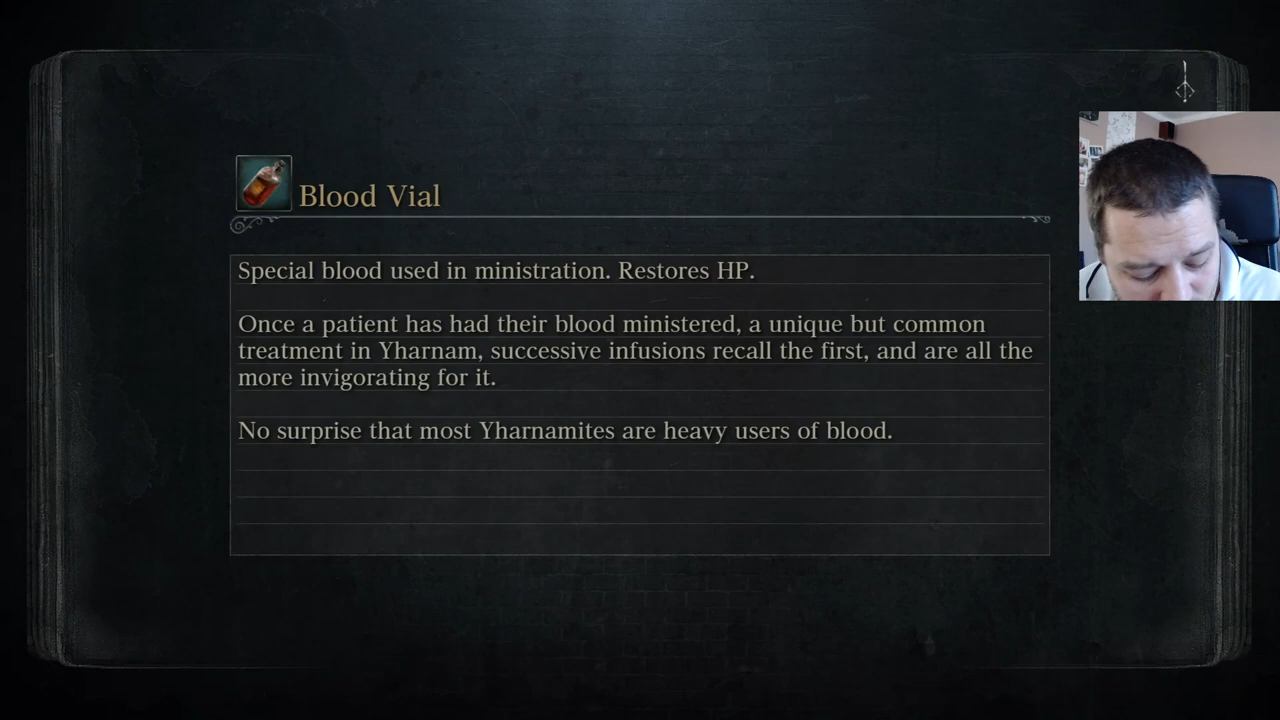 Blood Vial
Special blood used in ministration. Restores HP.
Once a patient has had their blood ministered, a unique but common
treatment in Yharnam, successive infusions recall the first, and are all the
more invigorating for it.
No surprise that most Yharnamites are heavy users of blood.